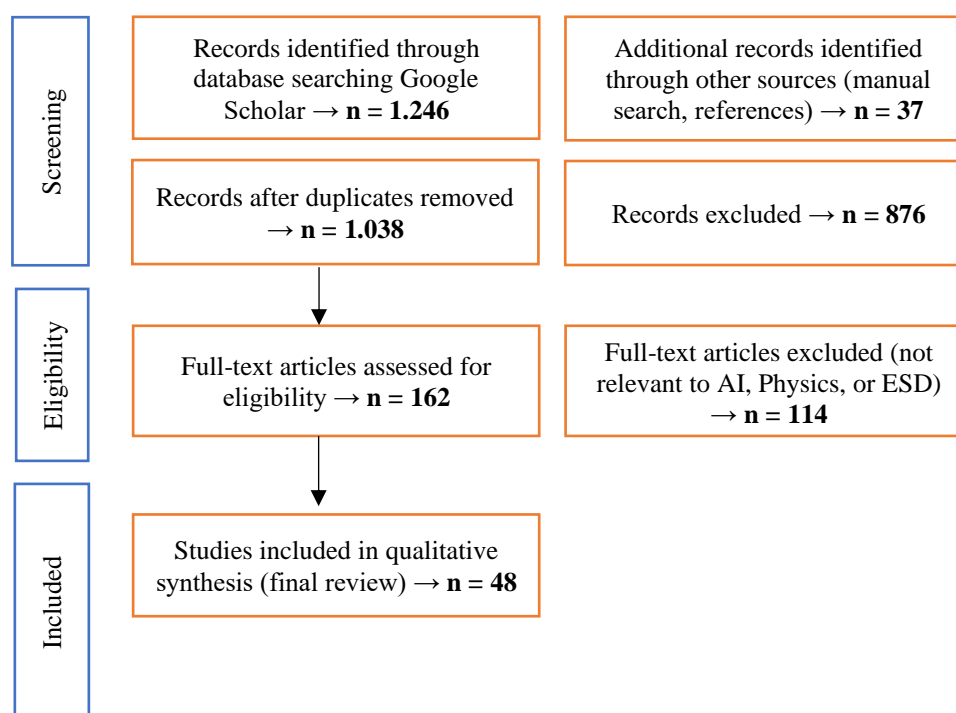 Screening
Records identified through
database searching Google
Scholar → n = 1.246
Additional records identified
through other sources (manual
search, references) → n = 37
Records after duplicates removed
→ n = 1.038
Records excluded → n = 876
Eligibility
Full-text articles assessed for
eligibility → n = 162
Full-text articles excluded (not
relevant to AI, Physics, or ESD)
→ n = 114
Included
Studies included in qualitative
synthesis (final review) → n = 48